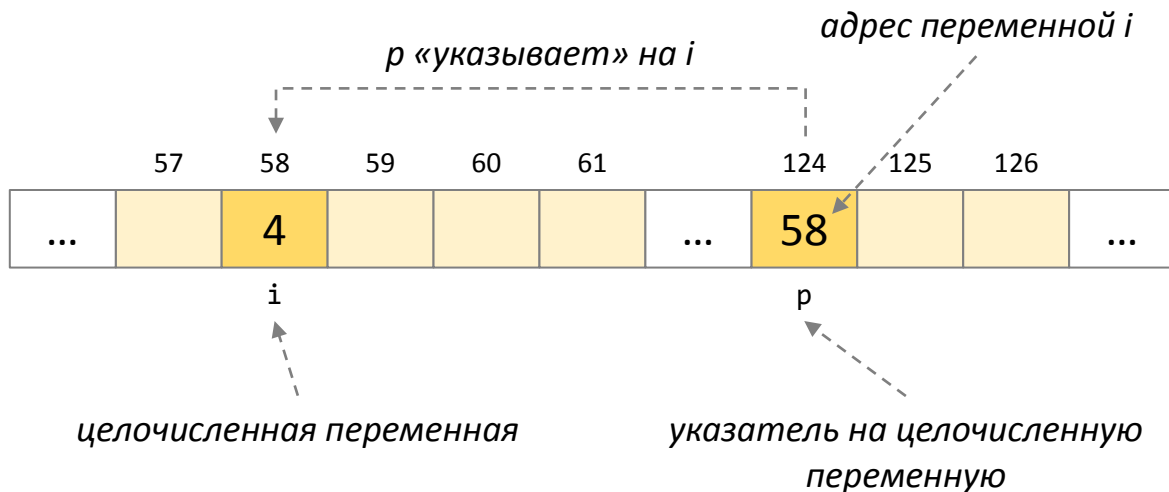 адрес переменной i
p «указывает» на i
57 58 59 60 61 124 125 126
... 4 ... 58 ...
i p
целочисленная переменная
указатель на целочисленную
переменную